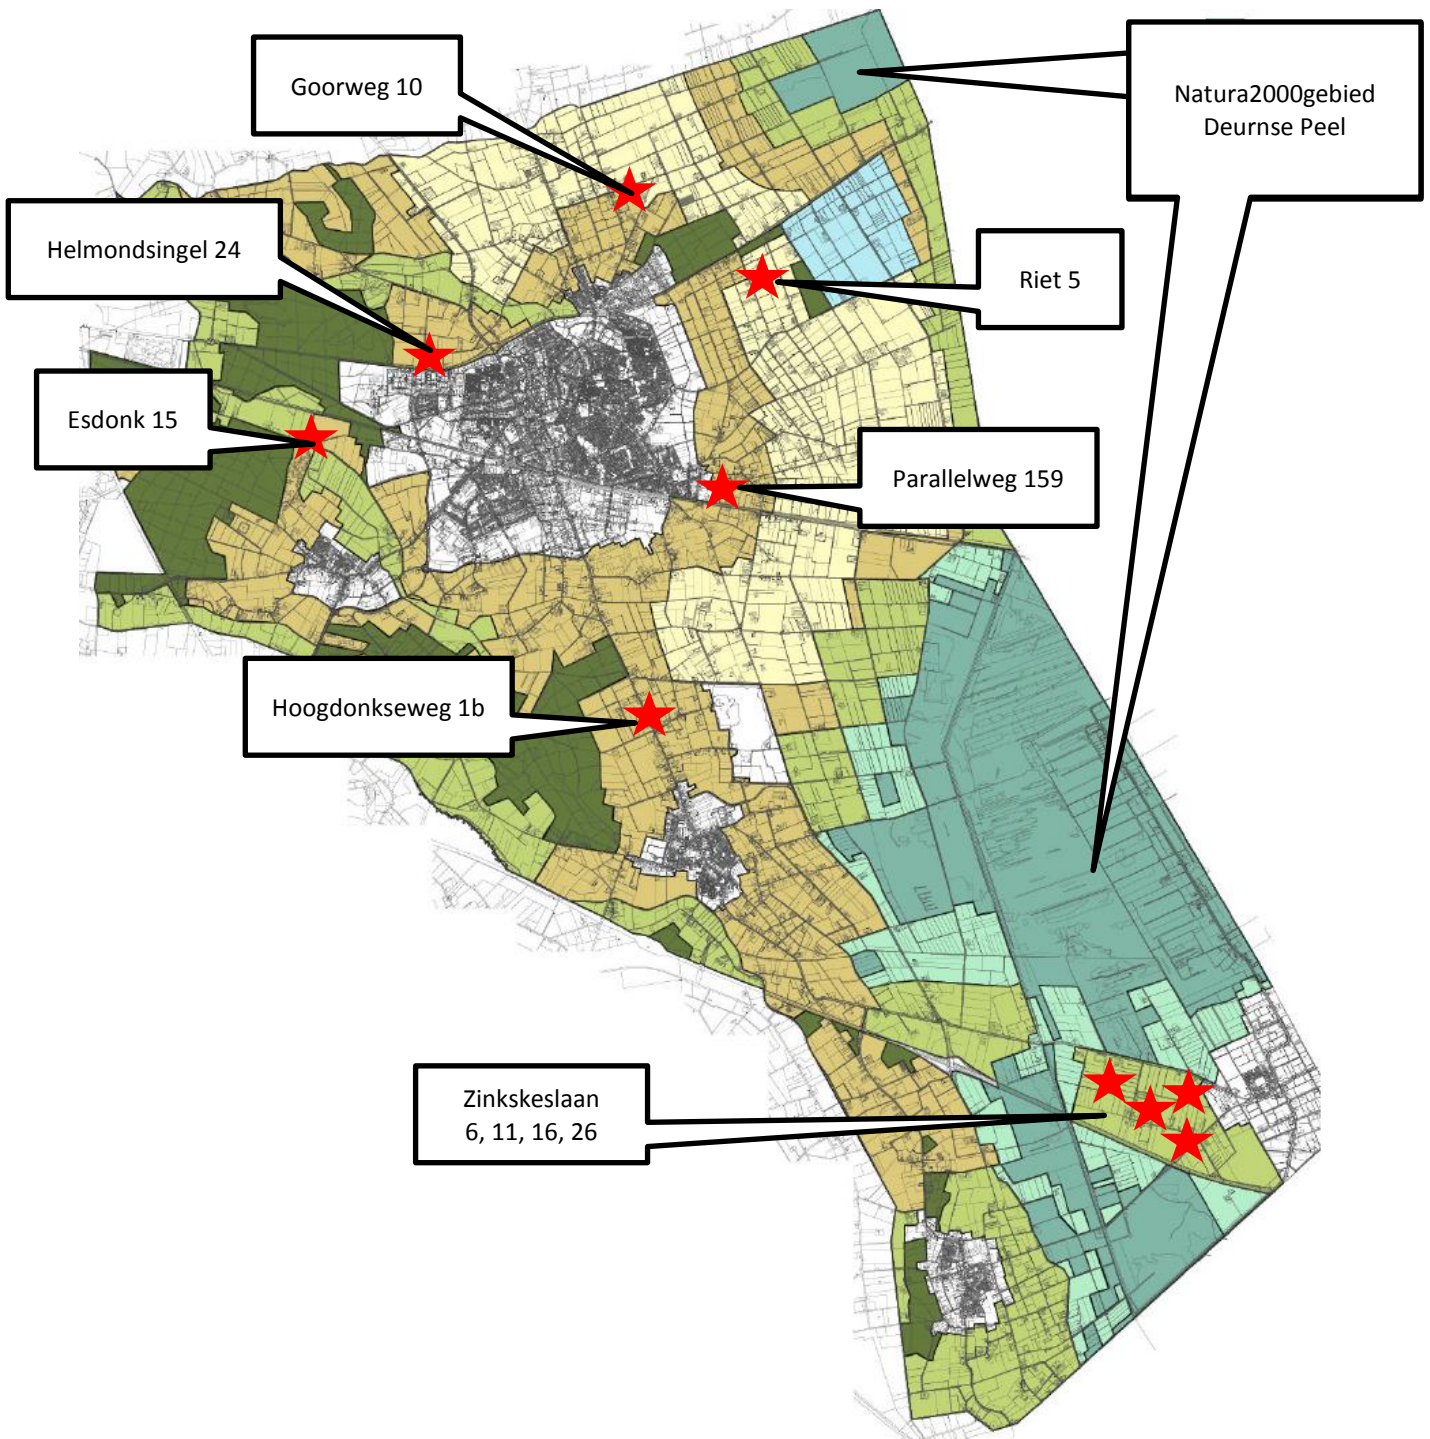 Goorweg 10
Natura2000gebied
Deurnse Peel
Helmondsingel 24
Riet 5
Esdonk 15
Parallelweg 159
Hoogdonkseweg 1b
Zinkskeslaan
6, 11, 16, 26